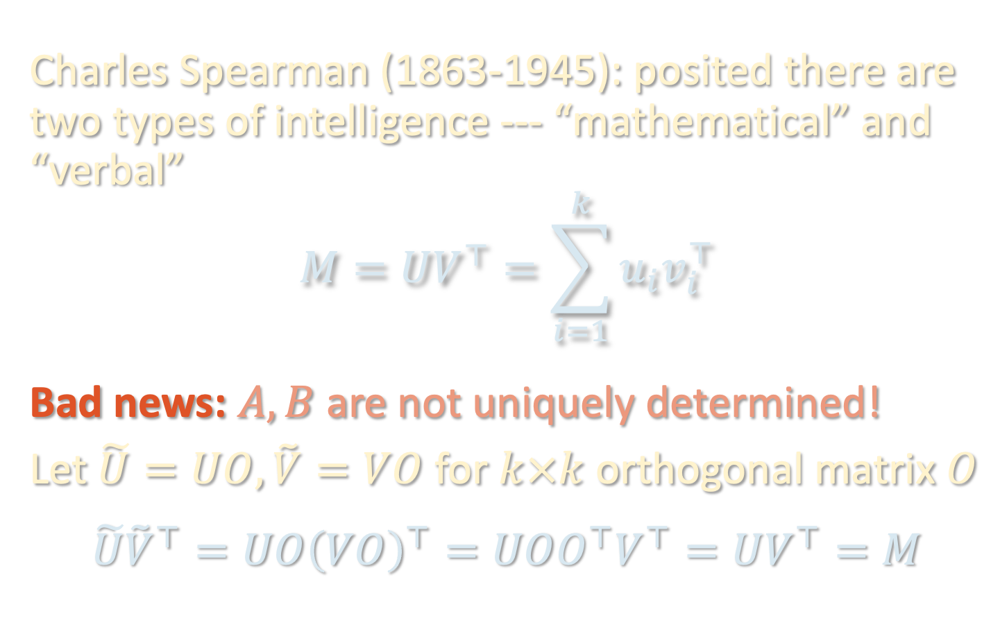 Charles Spearman (1863-1945): posited there are
two types of intelligence --- “mathematical” and
“verbal”
$M = UV^\top = \sum_{i=1}^{k} u_i v_i^\top$
Bad news: $A, B$ are not uniquely determined!
Let $\tilde{U} = UO, \tilde{V} = VO$ for $k \times k$ orthogonal matrix $O$
$\tilde{U}\tilde{V}^\top = UO(VO)^\top = UOO^\top V^\top = UV^\top = M$